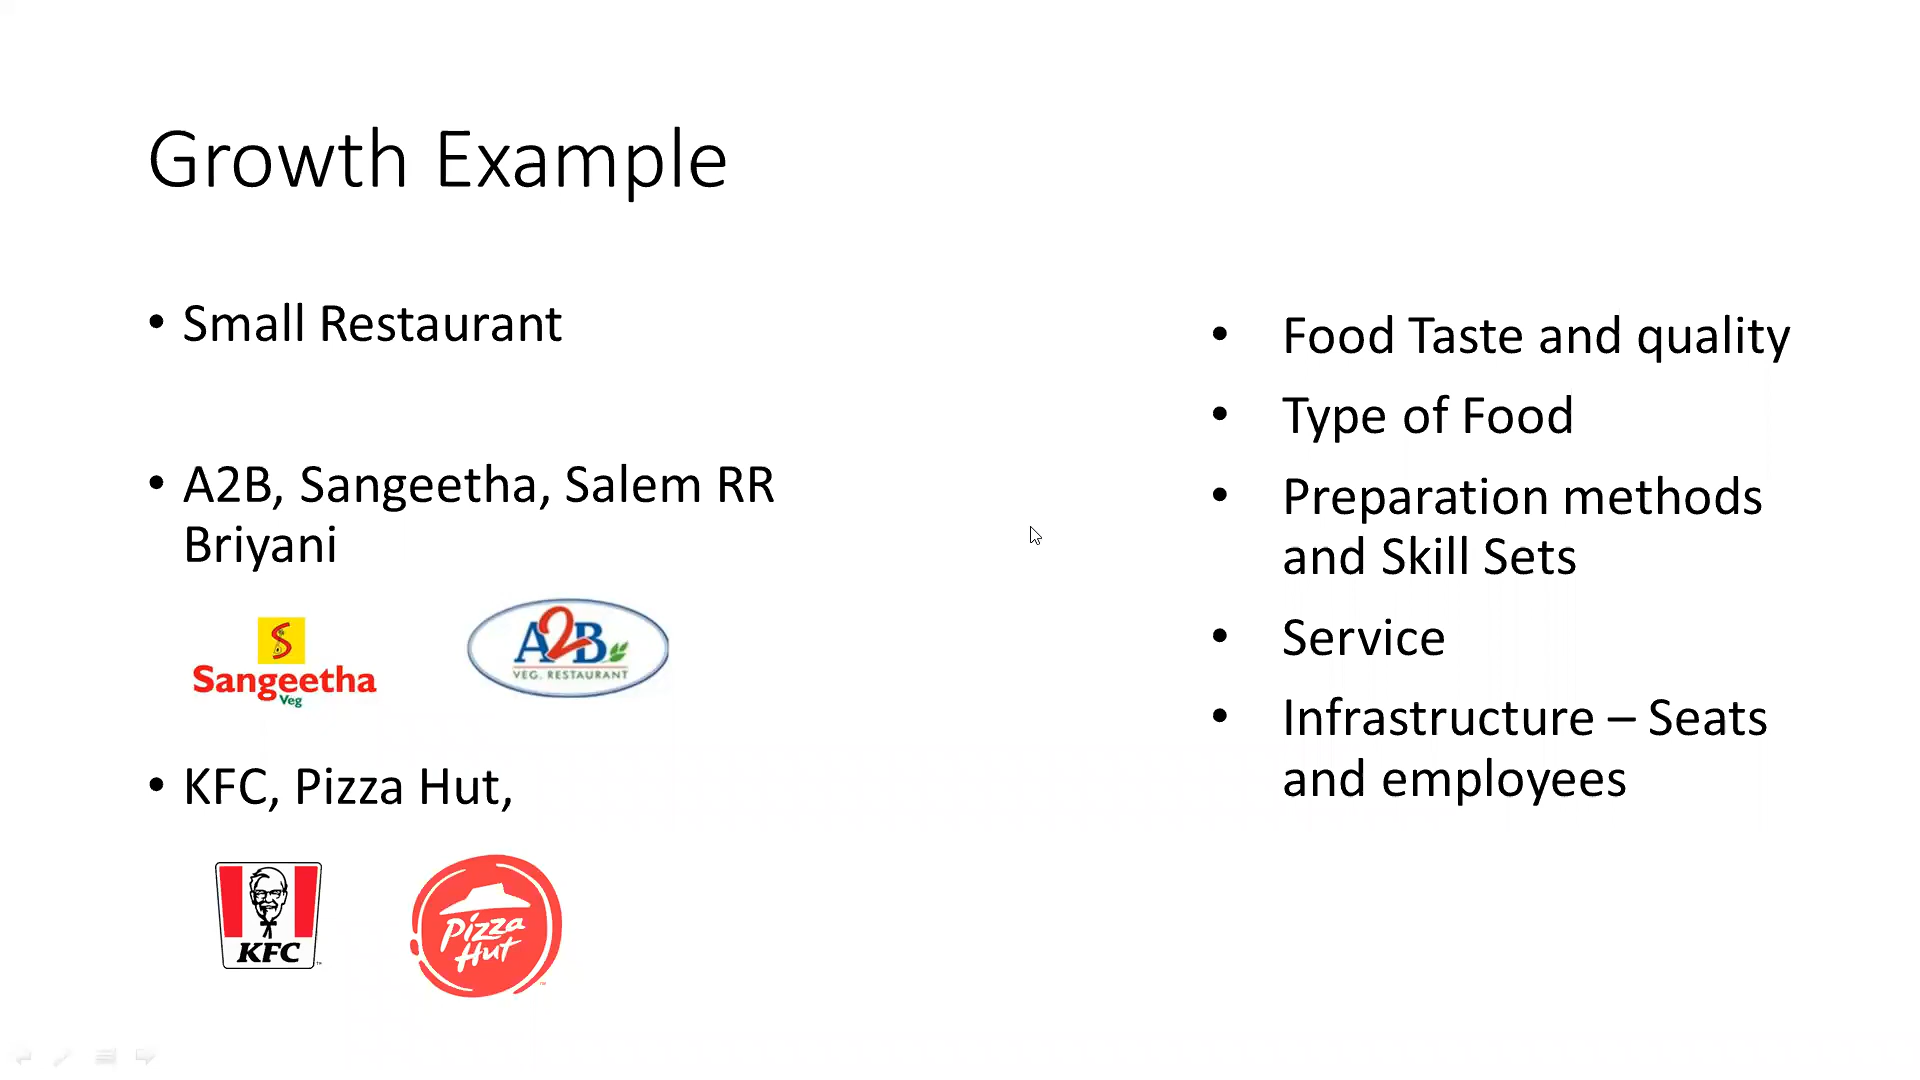 Growth Example
• Small Restaurant
• A2B, Sangeetha, Salem RR
Briyani
S
Sangeetha
Veg
A2B
VEG. RESTAURANT
• KFC, Pizza Hut,
KFC
Pizza
Hut
• Food Taste and quality
• Type of Food
• Preparation methods
and Skill Sets
• Service
• Infrastructure – Seats
and employees